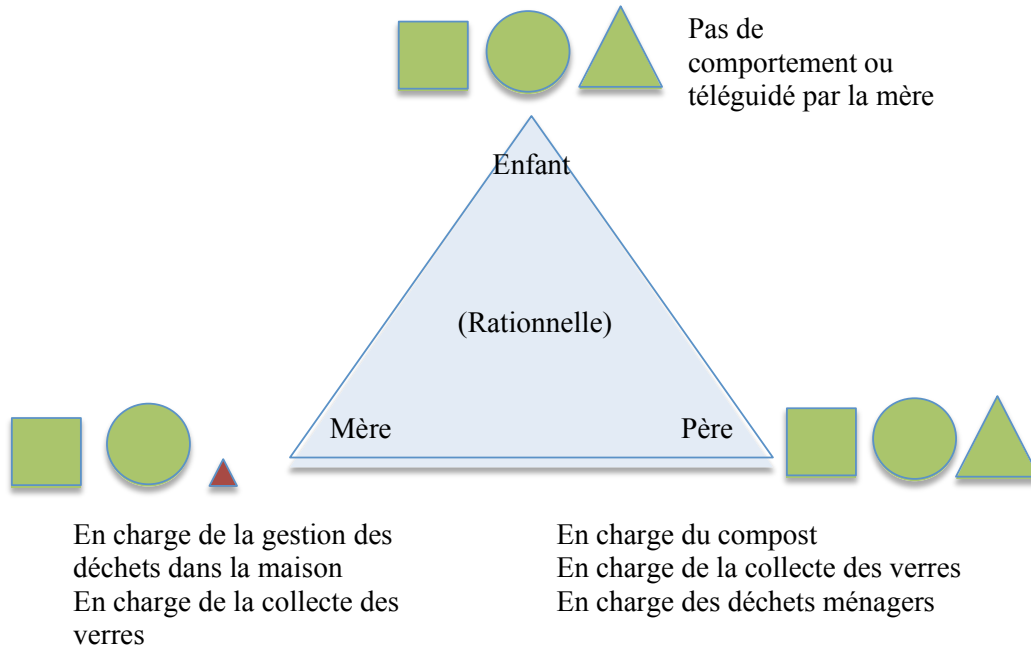 Pas de
comportement ou
téléguidé par la mère
Enfant
(Rationnelle)
Mère
Père
En charge de la gestion des
déchets dans la maison
En charge de la collecte des
verres
En charge du compost
En charge de la collecte des verres
En charge des déchets ménagers